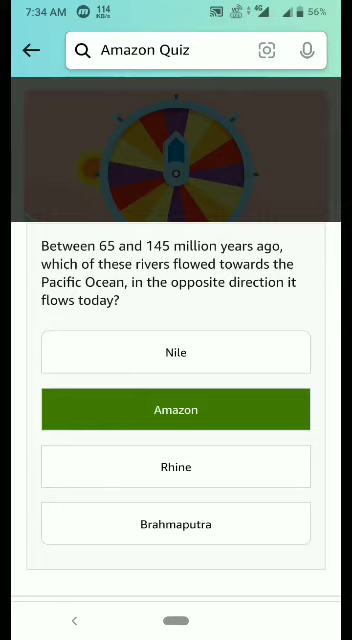 7:34 AM m 114 KB/s 4G 56%
Amazon Quiz
Between 65 and 145 million years ago,
which of these rivers flowed towards the
Pacific Ocean, in the opposite direction it
flows today?
Nile
Amazon
Rhine
Brahmaputra